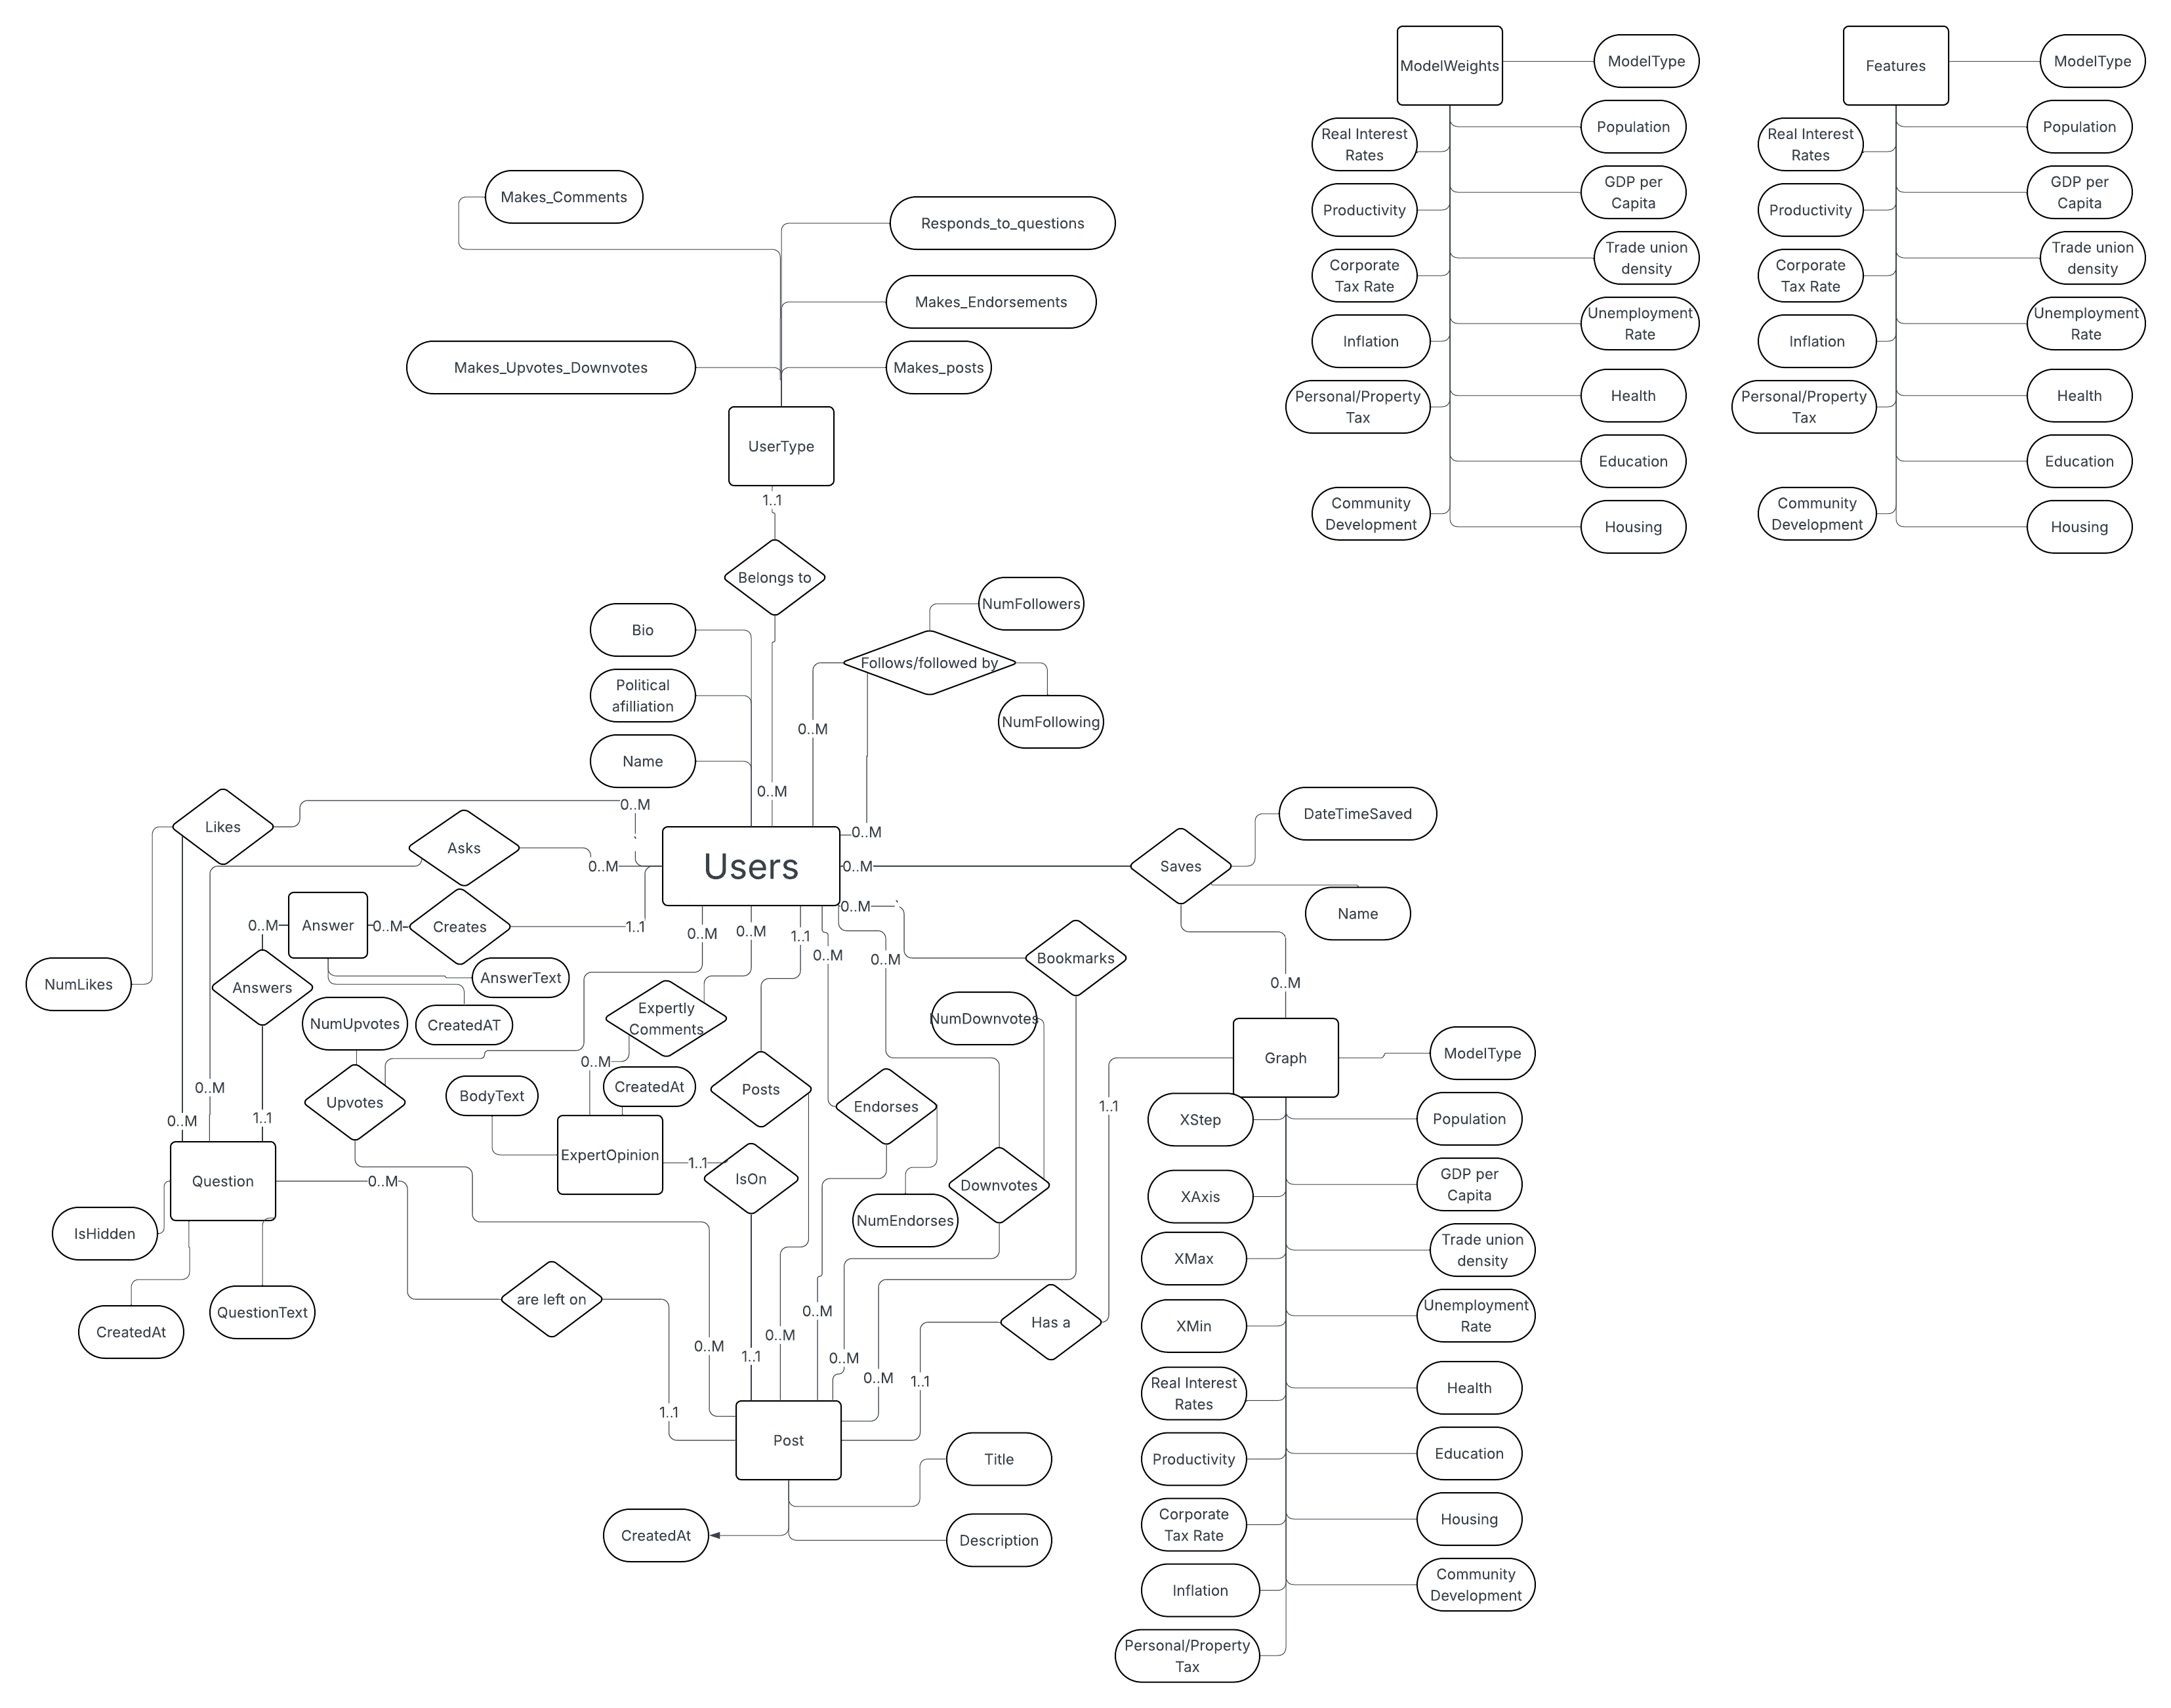 ModelWeights
ModelType
Population
Real Interest
Rates
GDP per
Capita
Productivity
Trade union
density
Corporate
Tax Rate
Unemployment
Rate
Inflation
Personal/Property
Tax
Health
Education
Community
Development
Housing
Features
ModelType
Population
Real Interest
Rates
GDP per
Capita
Productivity
Trade union
density
Corporate
Tax Rate
Unemployment
Rate
Inflation
Personal/Property
Tax
Health
Education
Community
Development
Housing
Makes_Comments
Responds_to_questions
Makes_Endorsements
Makes_Upvotes_Downvotes
Makes_posts
UserType
1..1
Belongs to
NumFollowers
Bio
Follows/followed by
Political
afilliation
NumFollowing
0..M
Name
0..M
0..M
0..M
DateTimeSaved
Likes
Asks
0..M
Users
0..M
Saves
0..M
Name
0..M
Answer
0..M
Creates
1..1
0..M
0..M
1..1
0..M
0..M
Bookmarks
NumLikes
Answers
AnswerText
0..M
NumUpvotes
CreatedAT
Expertly
Comments
NumDownvotes
Graph
ModelType
0..M
CreatedAt
0..M
BodyText
Posts
Upvotes
Endorses
1..1
0..M
1..1
XStep
Population
ExpertOpinion
1..1
IsOn
Question
0..M
Downvotes
GDP per
Capita
XAxis
IsHidden
NumEndorses
Trade union
density
XMax
are left on
QuestionText
0..M
Has a
Unemployment
Rate
XMin
CreatedAt
0..M
0..M
1..1
0..M
0..M
1..1
Real Interest
Rates
Health
1..1
Post
Title
Productivity
Education
CreatedAt
Description
Corporate
Tax Rate
Housing
Inflation
Community
Development
Personal/Property
Tax